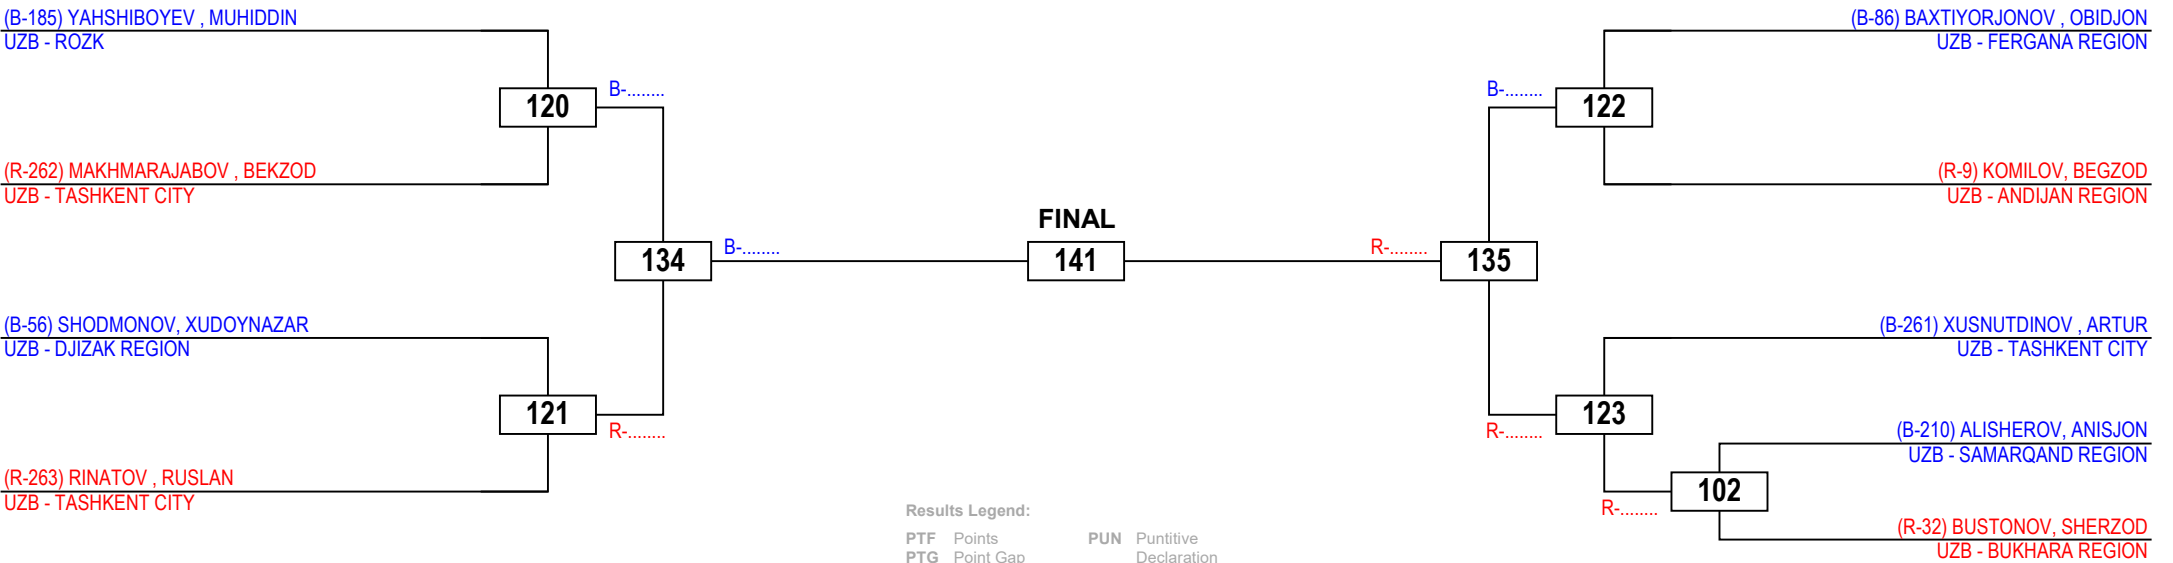 (B-185) YAHSHIBOYEV , MUHIDDIN
UZB - ROZK
120
B-........
(R-262) MAKHMARAJABOV , BEKZOD
UZB - TASHKENT CITY
134
B-........
(B-56) SHODMONOV, XUDOYNAZAR
UZB - DJIZAK REGION
121
R-........
(R-263) RINATOV , RUSLAN
UZB - TASHKENT CITY
FINAL
141
(B-86) BAXTIYORJONOV , OBIDJON
UZB - FERGANA REGION
B-........
122
(R-9) KOMILOV, BEGZOD
UZB - ANDIJAN REGION
R-........
135
(B-261) XUSNUTDINOV , ARTUR
UZB - TASHKENT CITY
123
R-........
(B-210) ALISHEROV, ANISJON
UZB - SAMARQAND REGION
102
R-........
(R-32) BUSTONOV, SHERZOD
UZB - BUKHARA REGION
Results Legend:
PTF Points PUN Puntitive
PTG Point Gap Declaration